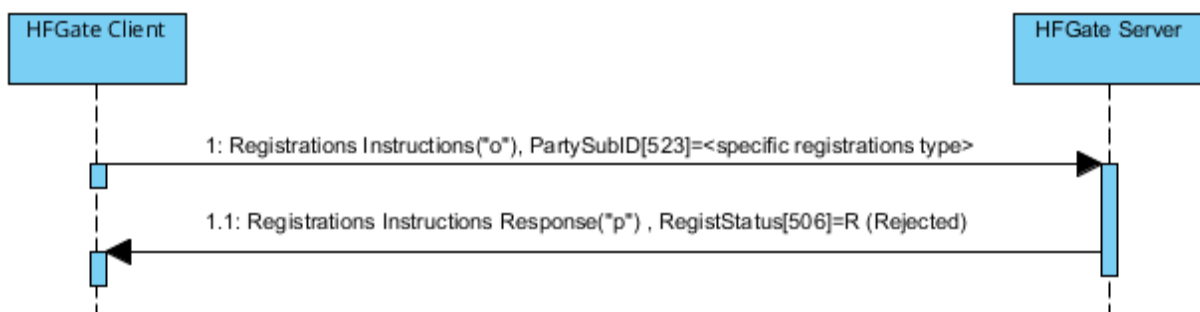 HFGate Client
HFGate Server
1: Registrations Instructions("o"), PartySubID[523]=<specific registrations type>
1.1: Registrations Instructions Response("p") , RegistStatus[506]=R (Rejected)